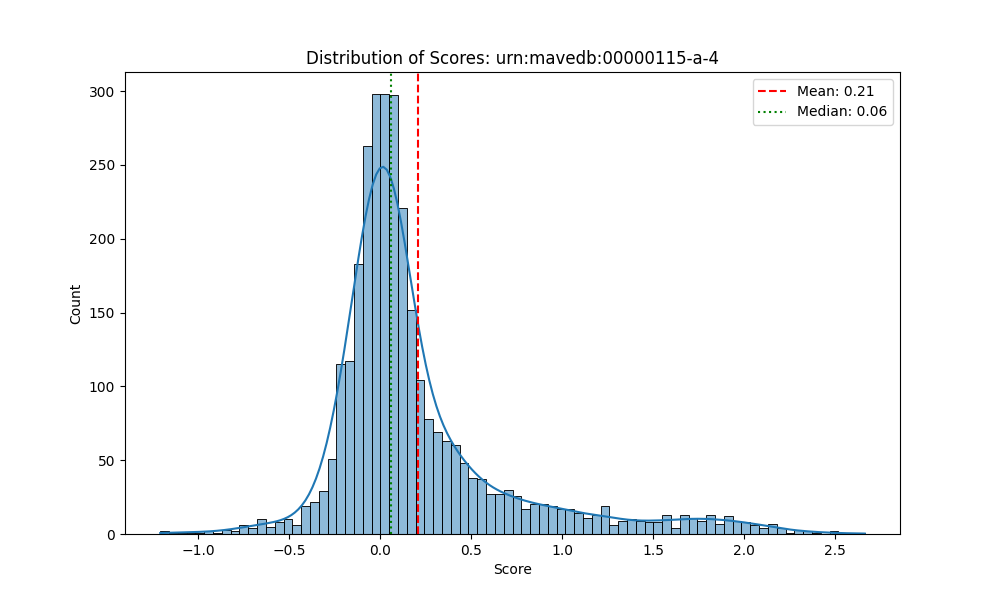 Distribution of Scores: urn:mavedb:00000115-a-4
Mean: 0.21
Median: 0.06
Count
300
250
200
150
100
50
0
−1.0 −0.5 0.0 0.5 1.0 1.5 2.0 2.5
Score